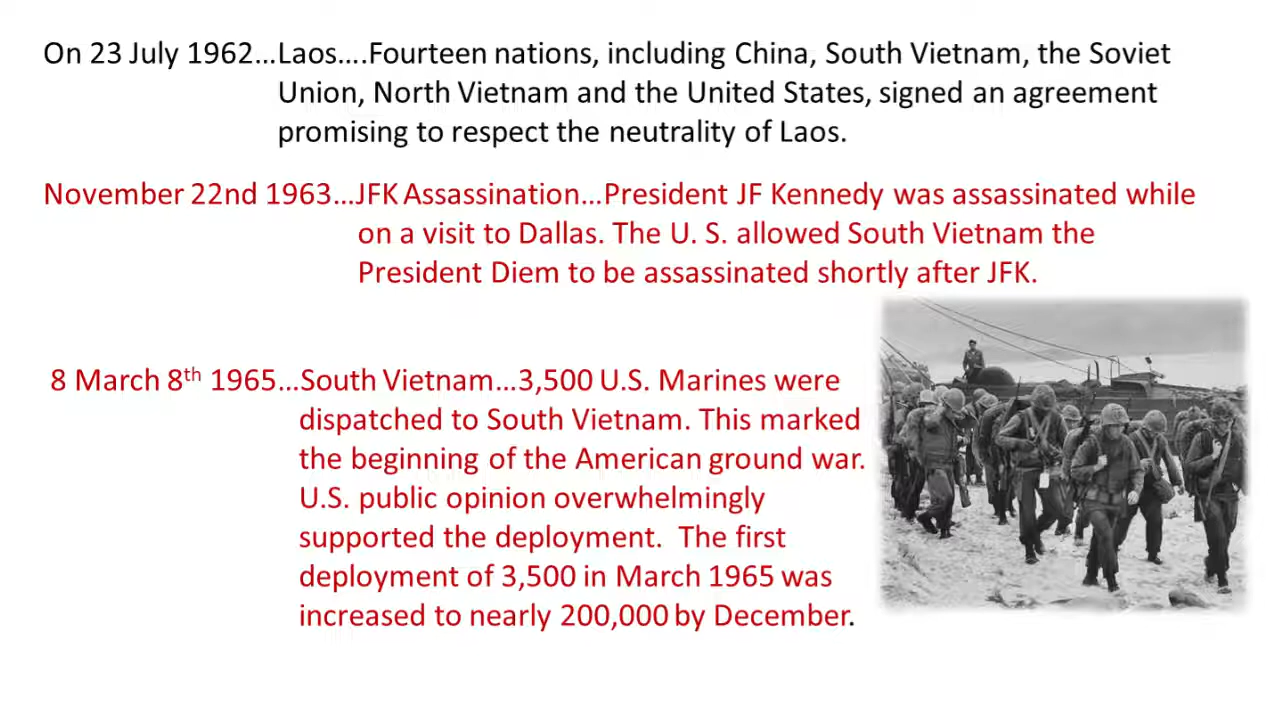 On 23 July 1962...Laos....Fourteen nations, including China, South Vietnam, the Soviet
Union, North Vietnam and the United States, signed an agreement
promising to respect the neutrality of Laos.
November 22nd 1963...JFK Assassination...President JF Kennedy was assassinated while
on a visit to Dallas. The U. S. allowed South Vietnam the
President Diem to be assassinated shortly after JFK.
8 March 8th 1965...South Vietnam...3,500 U.S. Marines were
dispatched to South Vietnam. This marked
the beginning of the American ground war.
U.S. public opinion overwhelmingly
supported the deployment.  The first
deployment of 3,500 in March 1965 was
increased to nearly 200,000 by December.